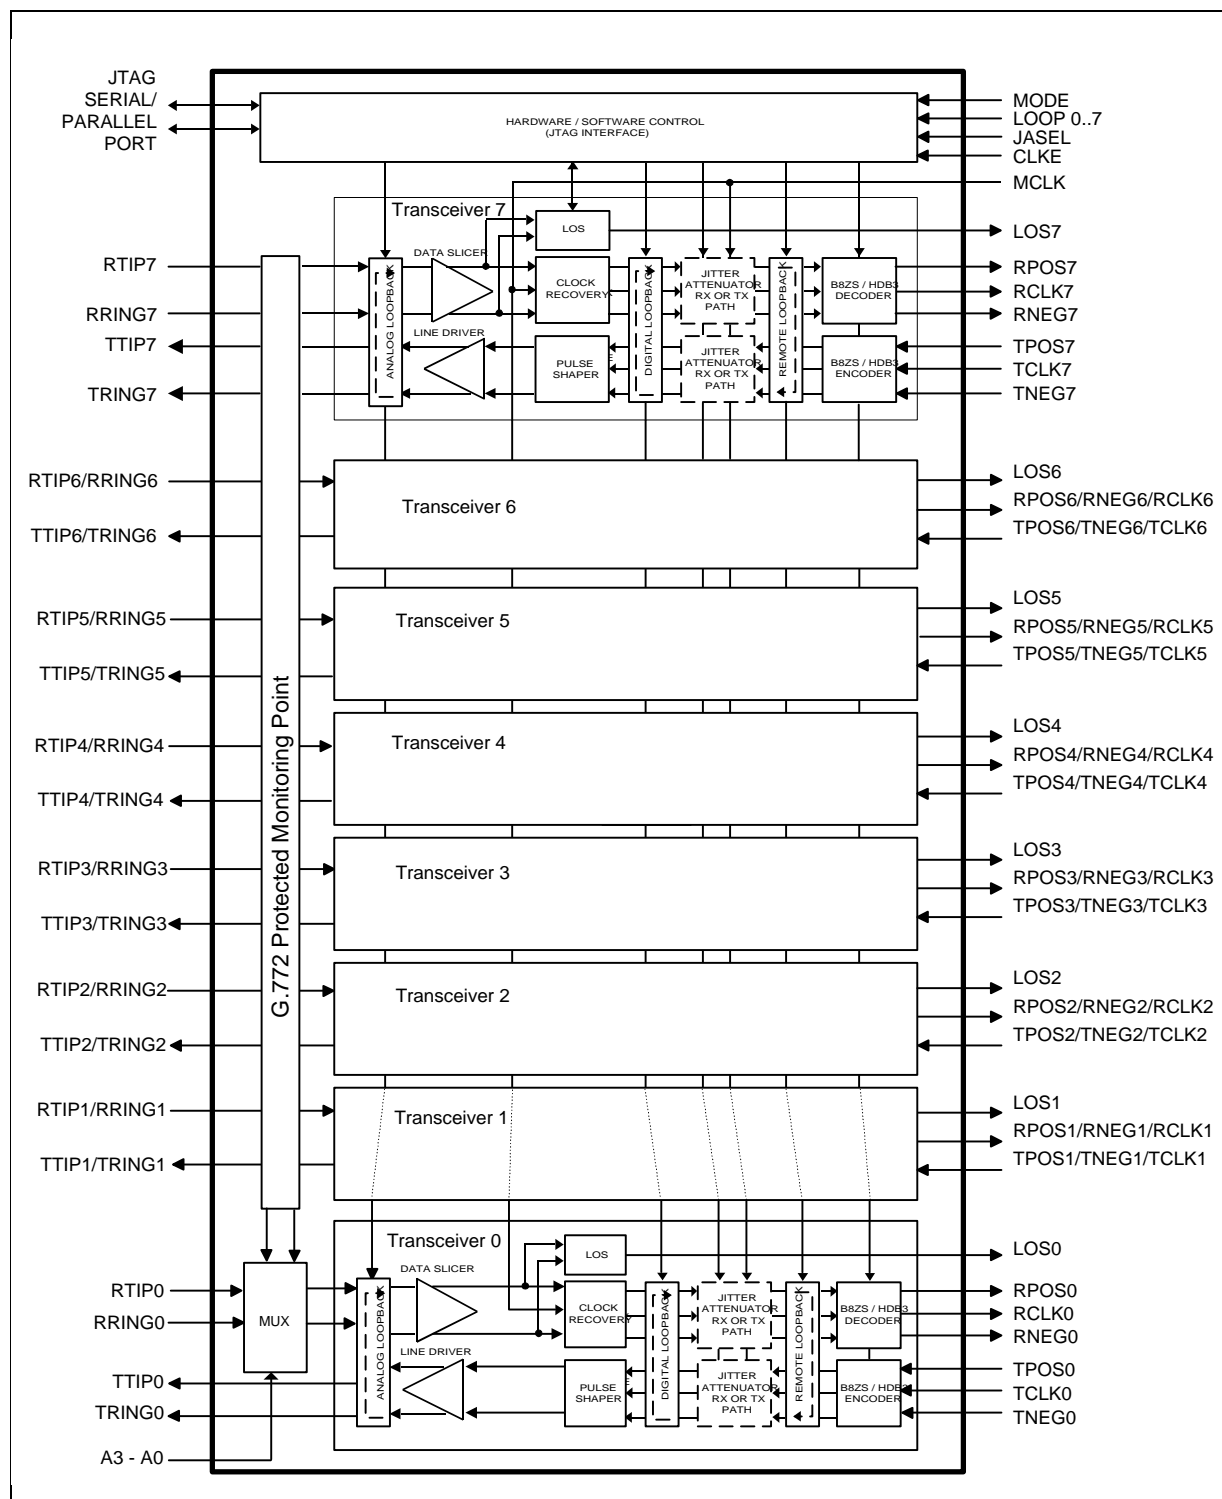 JTAG
SERIAL/
PARALLEL
PORT
HARDWARE / SOFTWARE CONTROL
(JTAG INTERFACE)
MODE
LOOP 0..7
JASEL
CLKE
MCLK
Transceiver 7
LOS
LOS7
DATA SLICER
ANALOG LOOPBACK
CLOCK
RECOVERY
DIGITAL LOOPBACK
JITTER
ATTENUATOR
RX OR TX
PATH
REMOTE LOOPBACK
B8ZS / HDB3
DECODER
RTIP7
RRING7
TTIP7
TRING7
RPOS7
RCLK7
RNEG7
LINE DRIVER
PULSE
SHAPER
JITTER
ATTENUATOR
RX OR TX
PATH
B8ZS / HDB3
ENCODER
TPOS7
TCLK7
TNEG7
G.772 Protected Monitoring Point
RTIP6/RRING6
TTIP6/TRING6
Transceiver 6
LOS6
RPOS6/RNEG6/RCLK6
TPOS6/TNEG6/TCLK6
RTIP5/RRING5
TTIP5/TRING5
Transceiver 5
LOS5
RPOS5/RNEG5/RCLK5
TPOS5/TNEG5/TCLK5
RTIP4/RRING4
TTIP4/TRING4
Transceiver 4
LOS4
RPOS4/RNEG4/RCLK4
TPOS4/TNEG4/TCLK4
RTIP3/RRING3
TTIP3/TRING3
Transceiver 3
LOS3
RPOS3/RNEG3/RCLK3
TPOS3/TNEG3/TCLK3
RTIP2/RRING2
TTIP2/TRING2
Transceiver 2
LOS2
RPOS2/RNEG2/RCLK2
TPOS2/TNEG2/TCLK2
RTIP1/RRING1
TTIP1/TRING1
Transceiver 1
LOS1
RPOS1/RNEG1/RCLK1
TPOS1/TNEG1/TCLK1
Transceiver 0
LOS
LOS0
DATA SLICER
RTIP0
RRING0
MUX
ANALOG LOOPBACK
CLOCK
RECOVERY
DIGITAL LOOPBACK
JITTER
ATTENUATOR
RX OR TX
PATH
REMOTE LOOPBACK
B8ZS / HDB3
DECODER
RPOS0
RCLK0
RNEG0
LINE DRIVER
PULSE
SHAPER
JITTER
ATTENUATOR
RX OR TX
PATH
B8ZS / HDB3
ENCODER
TTIP0
TRING0
TPOS0
TCLK0
TNEG0
A3 - A0